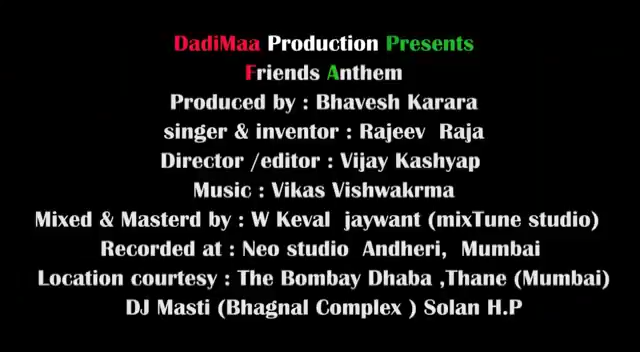 DadiMaa Production Presents
Friends Anthem
Produced by : Bhavesh Karara
singer & inventor : Rajeev Raja
Director /editor : Vijay Kashyap
Music : Vikas Vishwakrma
Mixed & Masterd by : W Keval jaywant (mixTune studio)
Recorded at : Neo studio Andheri, Mumbai
Location courtesy : The Bombay Dhaba ,Thane (Mumbai)
DJ Masti (Bhagnal Complex ) Solan H.P